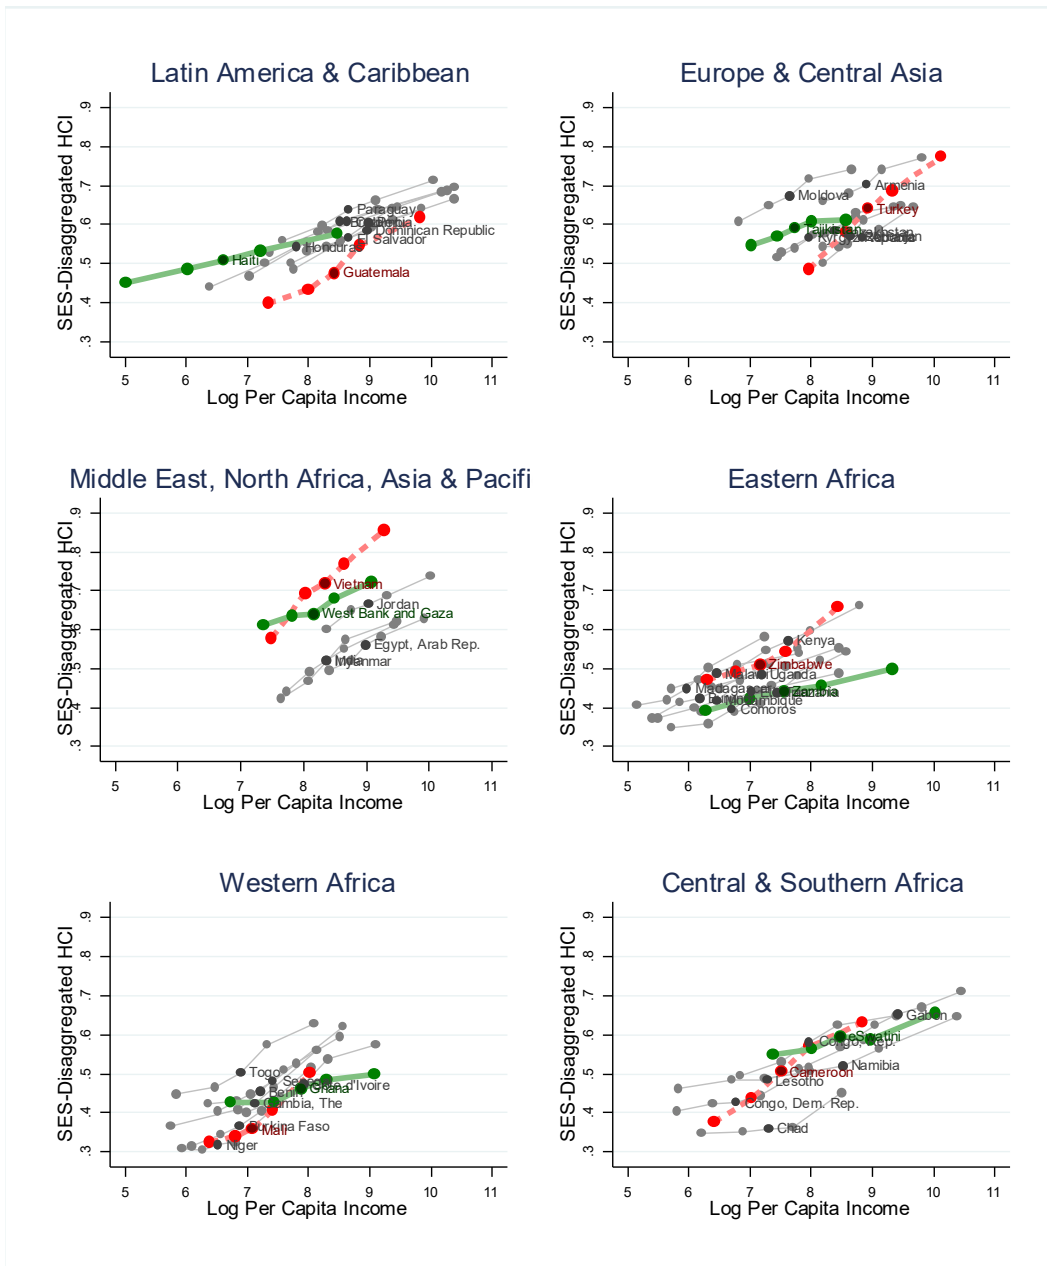 Latin America & Caribbean
SES-Disaggregated HCI
.9
.8
.7
.6
.5
.4
.3
Paraguay
Dominican Republic
El Salvador
Honduras
Haiti
Guatemala
5 6 7 8 9 10 11
Log Per Capita Income
Europe & Central Asia
SES-Disaggregated HCI
.9
.8
.7
.6
.5
.4
.3
Armenia
Moldova
Turkey
Tajikistan
5 6 7 8 9 10 11
Log Per Capita Income
Middle East, North Africa, Asia & Pacifi
SES-Disaggregated HCI
.9
.8
.7
.6
.5
.4
.3
Vietnam
Jordan
West Bank and Gaza
Egypt, Arab Rep.
Myanmar
5 6 7 8 9 10 11
Log Per Capita Income
Eastern Africa
SES-Disaggregated HCI
.9
.8
.7
.6
.5
.4
.3
Kenya
Zimbabwe
Malawi
Uganda
Madagascar
Zambia
Mozambique
Comoros
5 6 7 8 9 10 11
Log Per Capita Income
Western Africa
SES-Disaggregated HCI
.9
.8
.7
.6
.5
.4
.3
Togo
Senegal
Benin
Ghana
Gambia, The
Burkina Faso
Mali
Niger
5 6 7 8 9 10 11
Log Per Capita Income
Central & Southern Africa
SES-Disaggregated HCI
.9
.8
.7
.6
.5
.4
.3
Gabon
eSwatini
Congo, Rep.
Namibia
Cameroon
Lesotho
Congo, Dem. Rep.
Chad
5 6 7 8 9 10 11
Log Per Capita Income